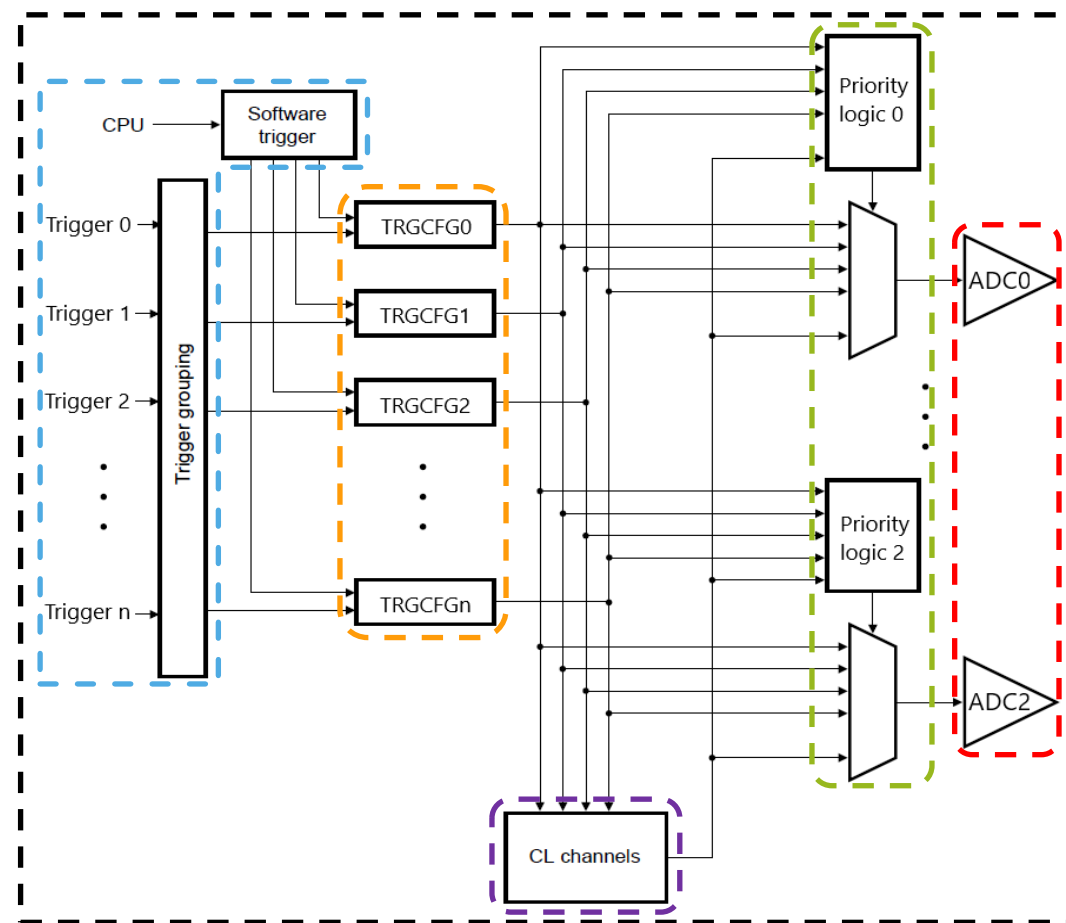 Software
trigger
CPU
Trigger 0
Trigger 1
Trigger 2
Trigger n
Trigger grouping
TRGCFG0
TRGCFG1
TRGCFG2
TRGCFGn
Priority
logic 0
ADC0
Priority
logic 2
ADC2
CL channels